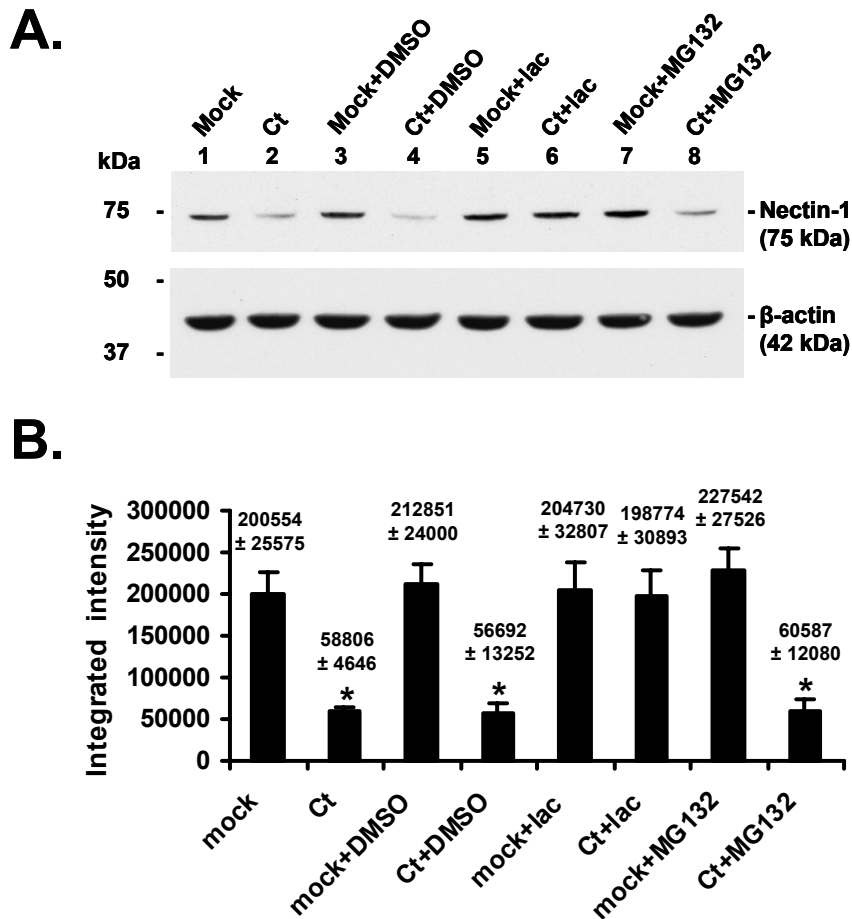 A.
Mock
Ct
Mock+DMSO
Ct+DMSO
Mock+lac
Ct+lac
Mock+MG132
Ct+MG132
kDa 1 2 3 4 5 6 7 8
75 - - Nectin-1
(75 kDa)
50 -
- β-actin
37 - (42 kDa)
B.
Integrated intensity
300000
250000
200000
150000
100000
50000
0
200554
± 25575
58806
± 4646
*
212851
± 24000
56692
± 13252
*
204730
± 32807
198774
± 30893
227542
± 27526
60587
± 12080
*
mock
Ct
mock+DMSO
Ct+DMSO
mock+lac
Ct+lac
mock+MG132
Ct+MG132